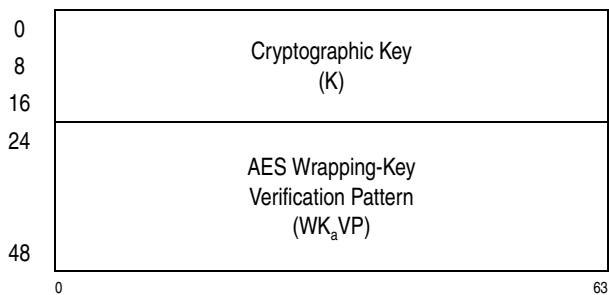 0
8
16
24
48
Cryptographic Key
(K)
AES Wrapping-Key
Verification Pattern
(WKₐVP)
0 63